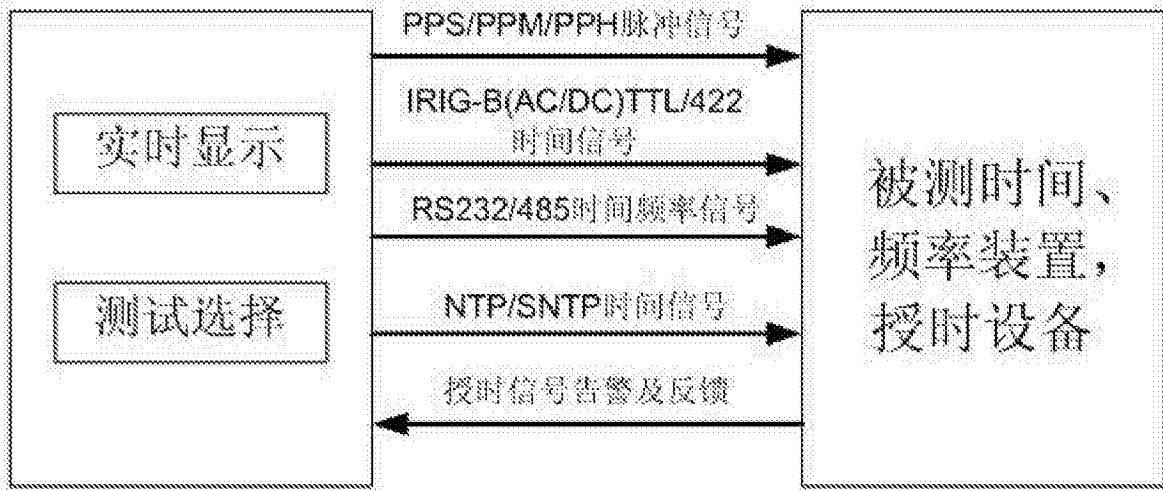 PPS/PPM/PPH脉冲信号
IRIG-B(AC/DC)TTL/422
时间信号
RS232/485时间频率信号
NTP/SNTP时间信号
授时信号告警及反馈
实时显示
测试选择
被测时间、
频率装置，
授时设备